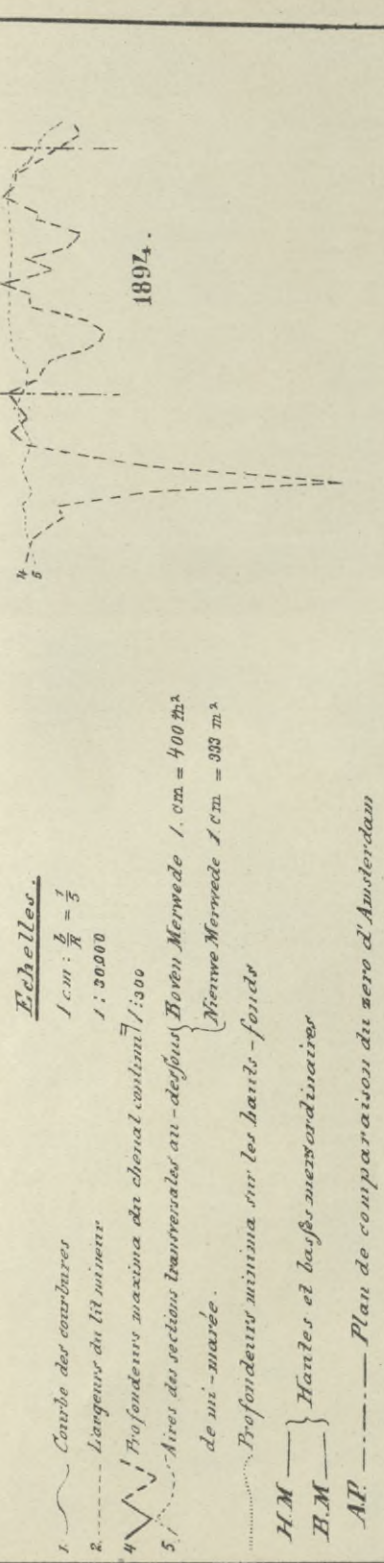 Echelles.
1. Courbe des courbures 1 cm : b/R = 1/5
2. Largeurs du lit mineur 1 : 30.000
4 Profondeurs maxima du chenal continu 1/:300
5. Aires des sections transversales au-dessous { Boven Merwede 1. cm = 400 m²
de mi-marée. { Nieuwe Merwede 1 cm = 333 m²
Profondeurs minima sur les hauts-fonds
H.M
B.M } Hautes et basses mers ordinaires
A.P. Plan de comparaison du zero d'Amsterdam
4
5
1894.